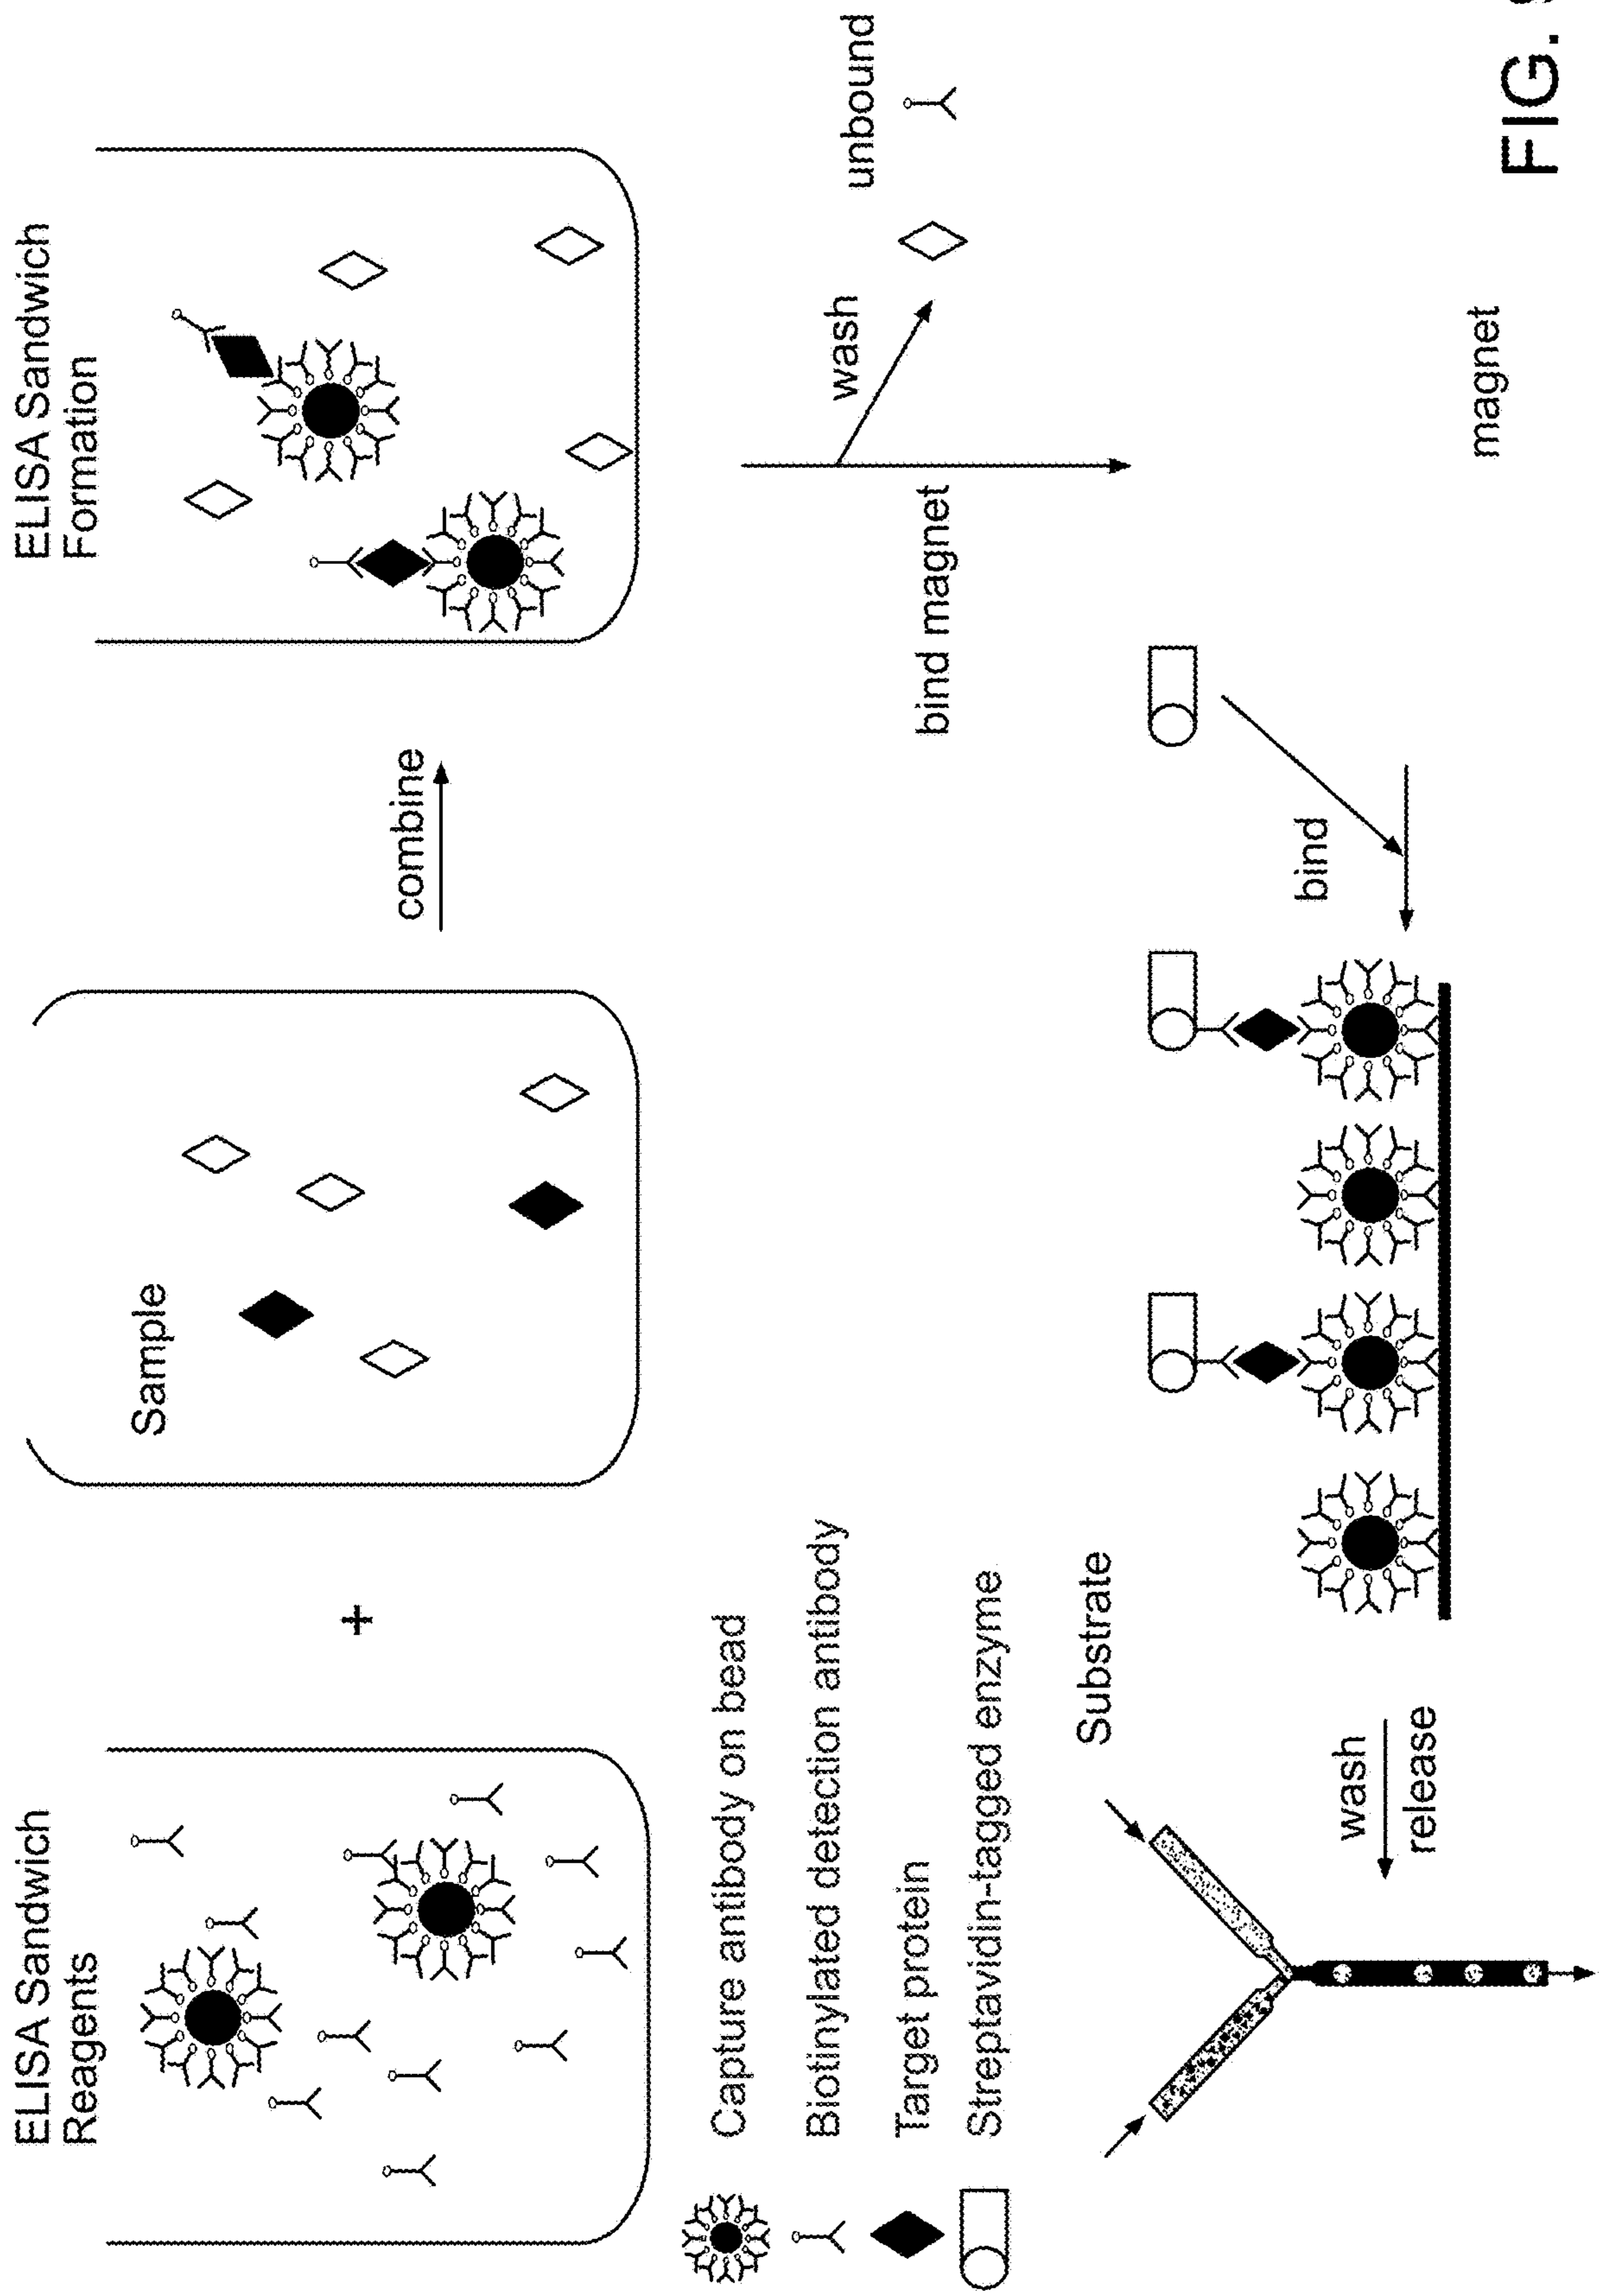 ELISA Sandwich
Reagents
+
Sample
combine
ELISA Sandwich
Formation
Capture antibody on bead
Biotinylated detection antibody
Target protein
Streptavidin-tagged enzyme
bind magnet
wash
unbound
Substrate
wash
release
bind
magnet
FIG.